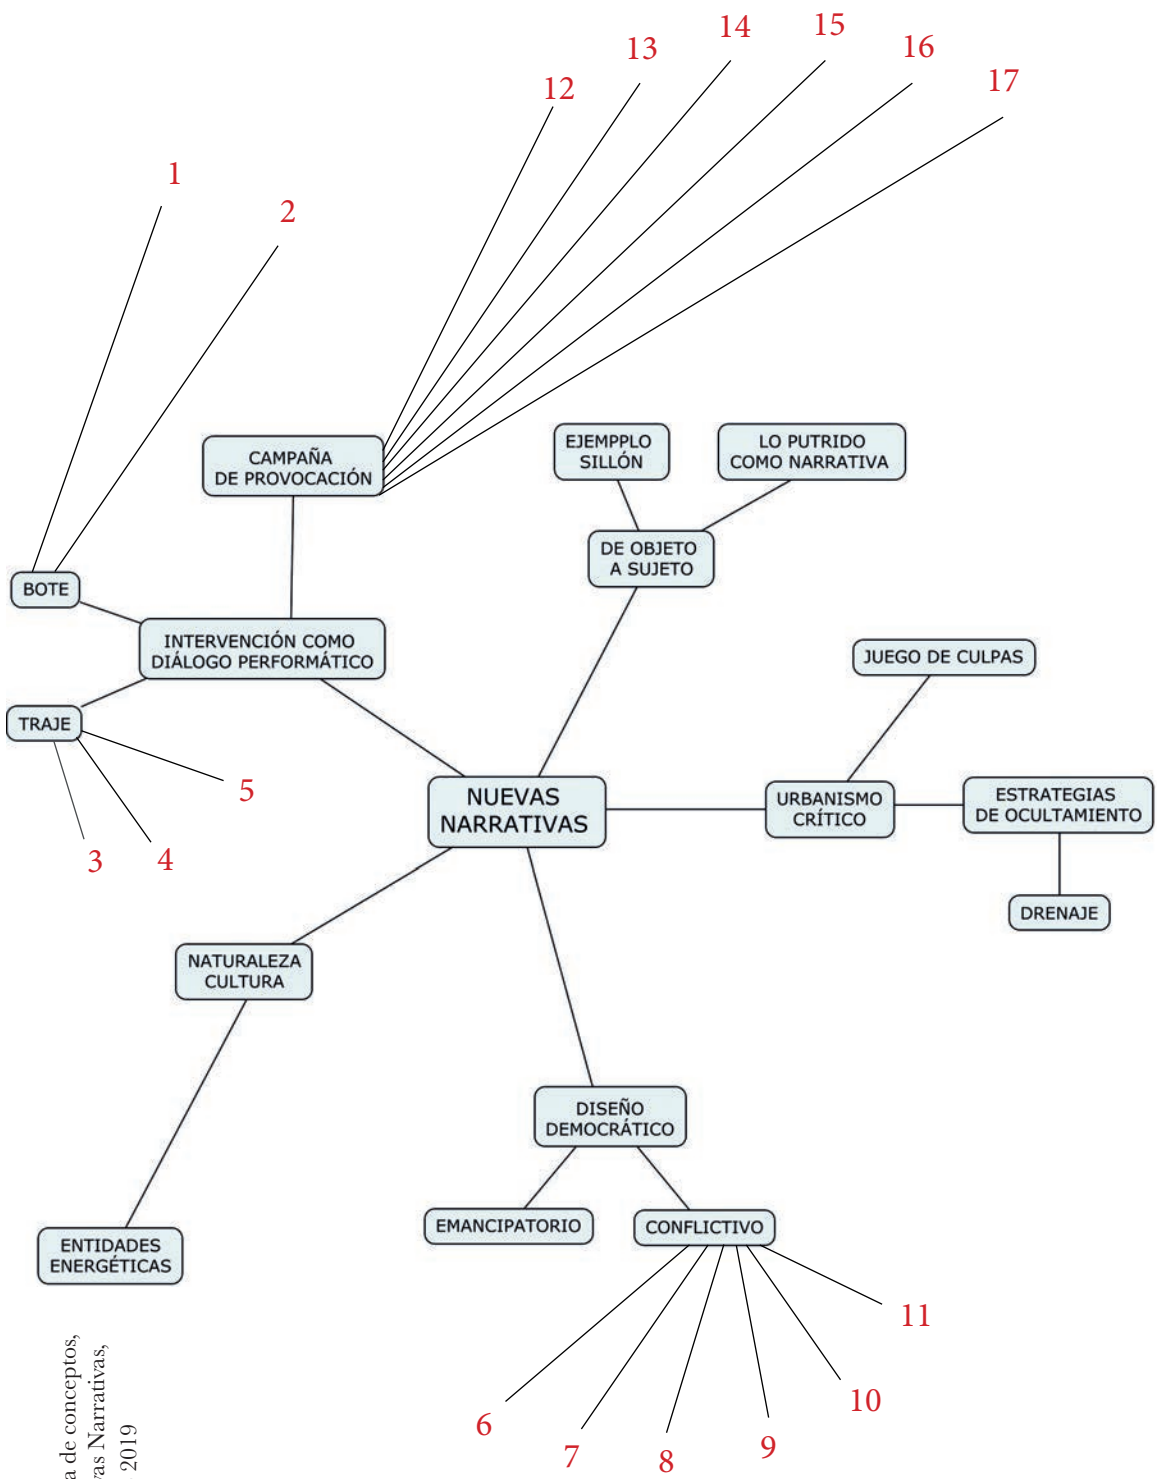 14
15
13
16
17
12
1
2
EJEMPPLO
SILLÓN
LO PUTRIDO
COMO NARRATIVA
CAMPAÑA
DE PROVOCACIÓN
DE OBJETO
A SUJETO
BOTE
INTERVENCIÓN COMO
DIÁLOGO PERFORMÁTICO
JUEGO DE CULPAS
TRAJE
5
NUEVAS
NARRATIVAS
URBANISMO
CRÍTICO
ESTRATEGIAS
DE OCULTAMIENTO
3
4
DRENAJE
NATURALEZA
CULTURA
DISEÑO
DEMOCRÁTICO
EMANCIPATORIO
CONFLICTIVO
ENTIDADES
ENERGÉTICAS
11
10
6
7
8
9
de conceptos,
Narrativas,
2019